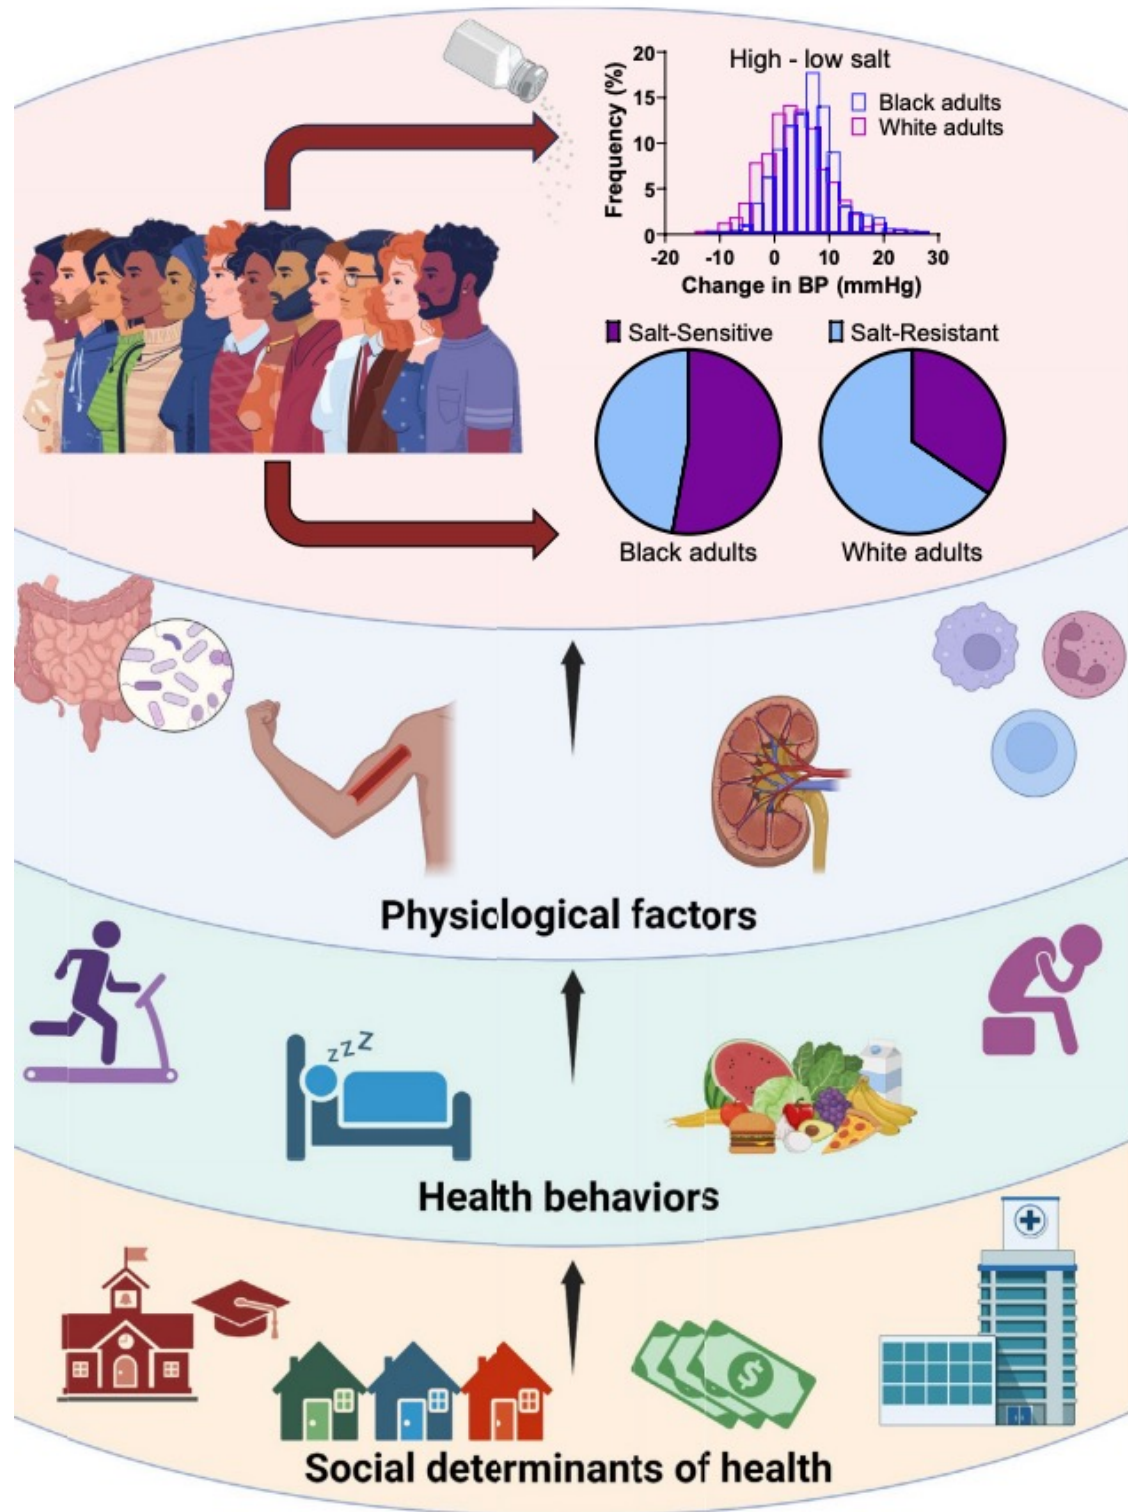 High - low salt
Black adults
White adults
Frequency (%)
20
15
10
5
0
-20 -10 0 10 20 30
Change in BP (mmHg)
Salt-Sensitive Salt-Resistant
Black adults White adults
Physiological factors
zzZ
Health behaviors
$
Social determinants of health